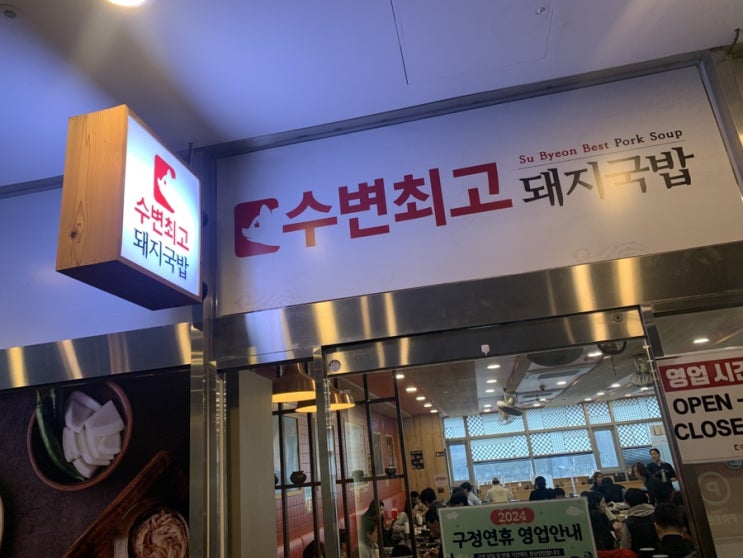 수변최고
돼지국밥
Su Byeon Best Pork Soup
수변최고 돼지국밥
영업 시간
OPEN
CLOSE
2024
구정연휴 영업안내